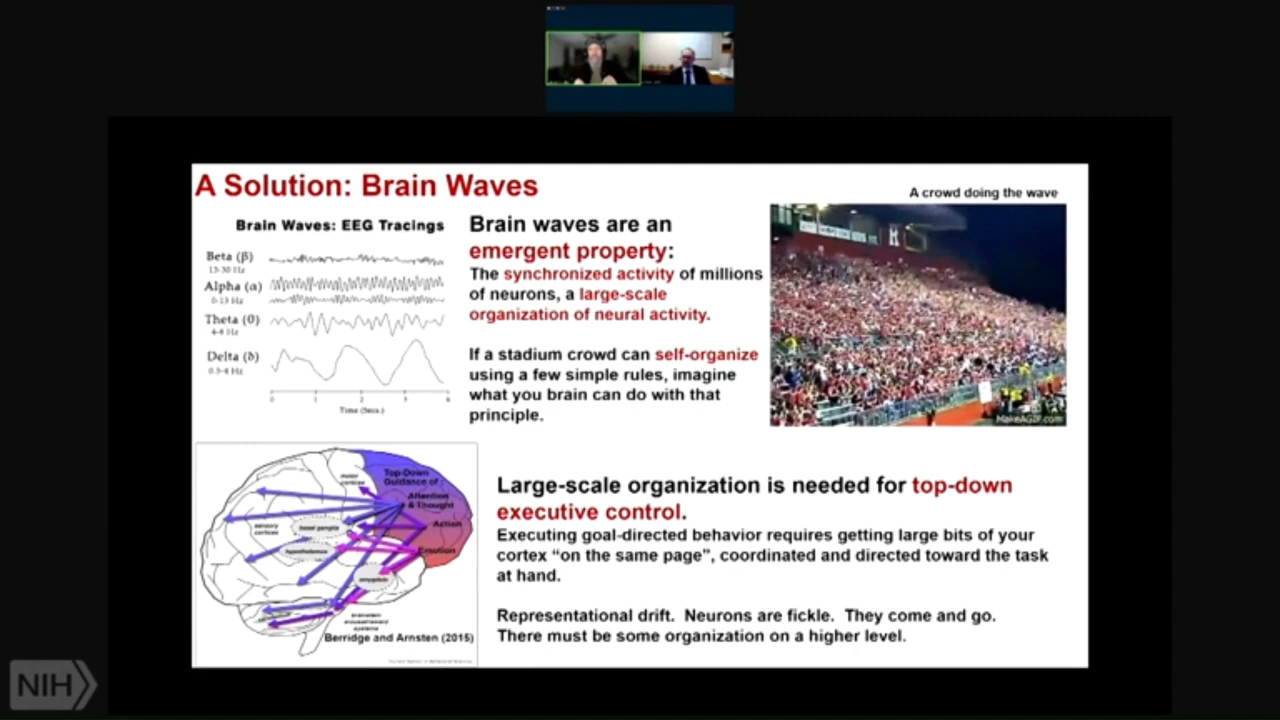 A Solution: Brain Waves
A crowd doing the wave
Brain Waves: EEG Tracings
Beta (β)
13-30 Hz
Alpha (α)
Theta (θ)
4-8 Hz
Delta (δ)
0.5-4 Hz
0 1 2 3
Time (Secs.)
Brain waves are an
emergent property:
The synchronized activity of millions
of neurons, a large-scale
organization of neural activity.
If a stadium crowd can self-organize
using a few simple rules, imagine
what you brain can do with that
principle.
MakeAGIF.com
Top-Down
Guidance of :
Attention
& Thought
Action
Emotion
motor
cortices
sensory
cortices
basal ganglia
hypothalamus
amygdala
Berridge and Arnsten (2015)
Large-scale organization is needed for top-down
executive control.
Executing goal-directed behavior requires getting large bits of your
cortex “on the same page”, coordinated and directed toward the task
at hand.
Representational drift. Neurons are fickle. They come and go.
There must be some organization on a higher level.
NIH